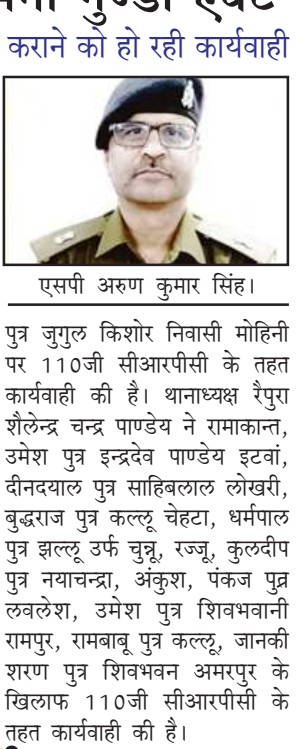 गुण्डा एक्ट
कराने को हो रही कार्यवाही
एसपी अरुण कुमार सिंह।
पुत्र जुगुल किशोर निवासी मोहिनी
पर 110जी सीआरपीसी के तहत
कार्यवाही की है। थानाध्यक्ष रैपुरा
शैलेन्द्र चन्द्र पाण्डेय ने रामाकान्त,
उमेश पुत्र इन्द्रदेव पाण्डेय इटवां,
दीनदयाल पुत्र साहिबलाल लोखरी,
बुद्धराज पुत्र कल्लू चेहटा, धर्मपाल
पुत्र झल्लू उर्फ चुन्नू, रज्जू, कुलदीप
पुत्र नयाचन्द्रा, अंकुश, पंकज पुत्र
लवलेश, उमेश पुत्र शिवभवानी
रामपुर, रामबाबू पुत्र कल्लू, जानकी
शरण पुत्र शिवभवन अमरपुर के
खिलाफ 110जी सीआरपीसी के
तहत कार्यवाही की है।